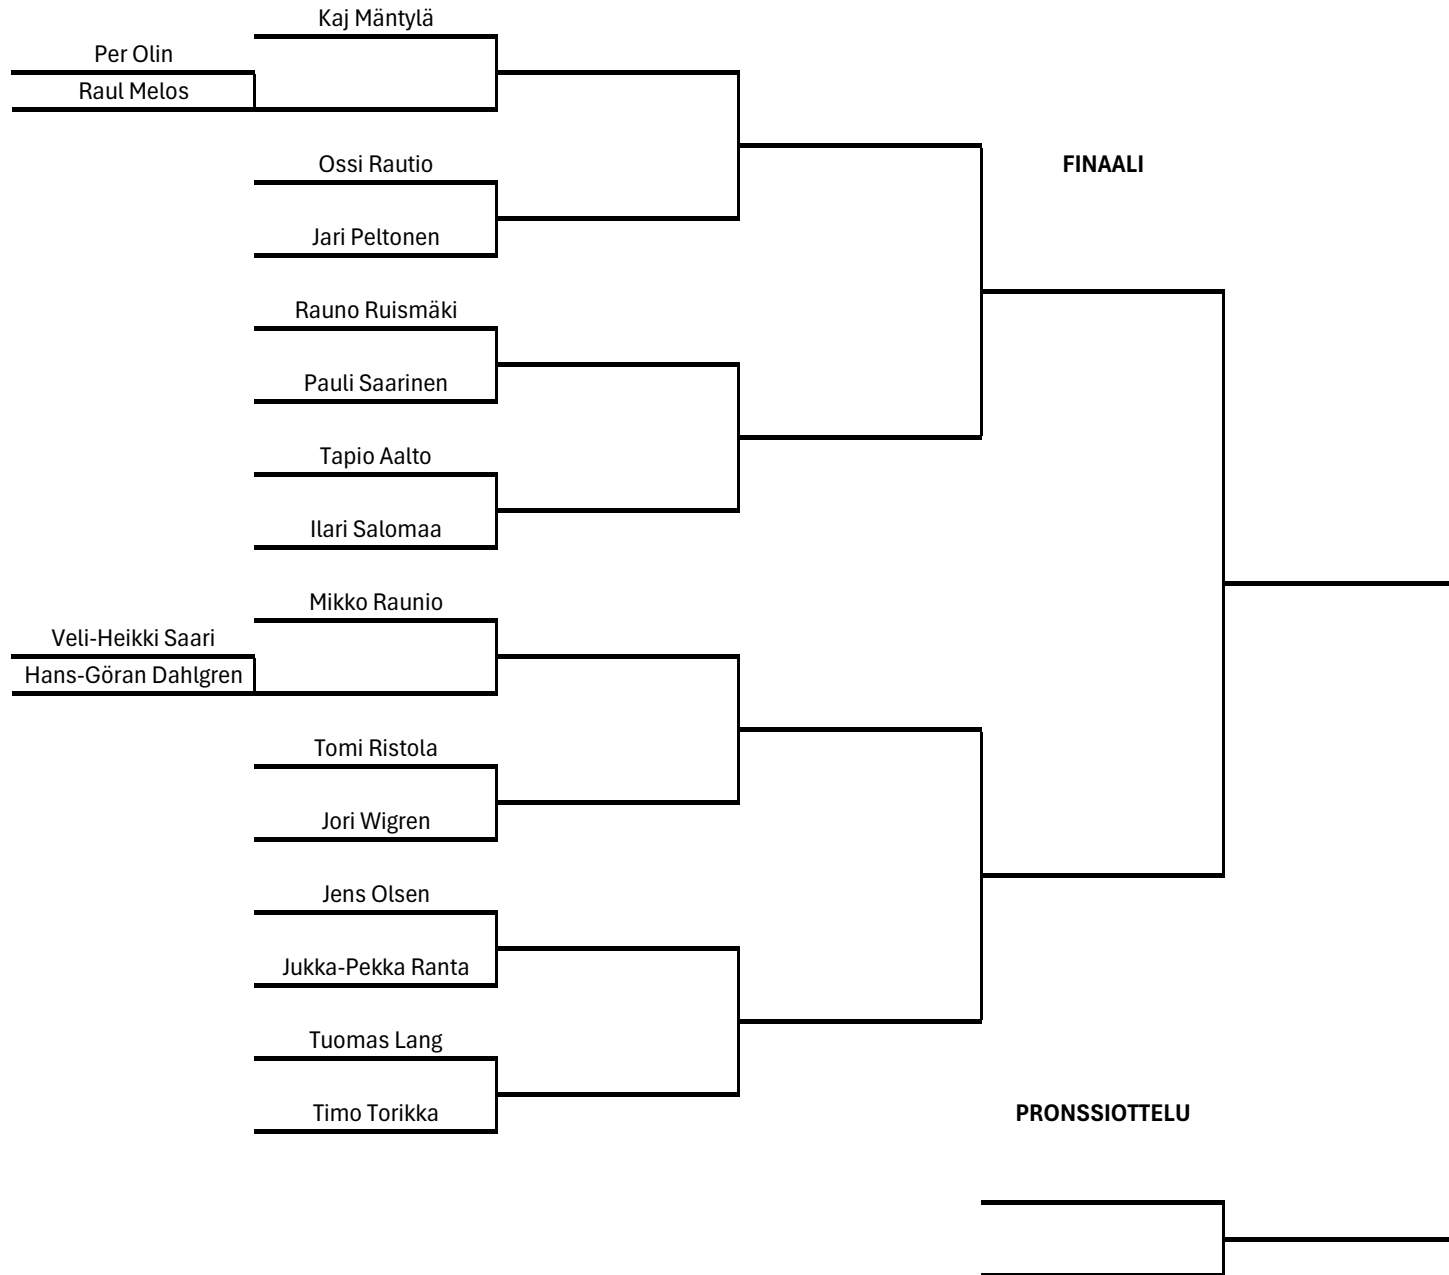 Kaj Mäntylä
Per Olin
Raul Melos
Ossi Rautio
FINAALI
Jari Peltonen
Rauno Ruismäki
Pauli Saarinen
Tapio Aalto
Ilari Salomaa
Mikko Raunio
Veli-Heikki Saari
Hans-Göran Dahlgren
Tomi Ristola
Jori Wigren
Jens Olsen
Jukka-Pekka Ranta
Tuomas Lang
Timo Torikka
PRONSSIOTTELU